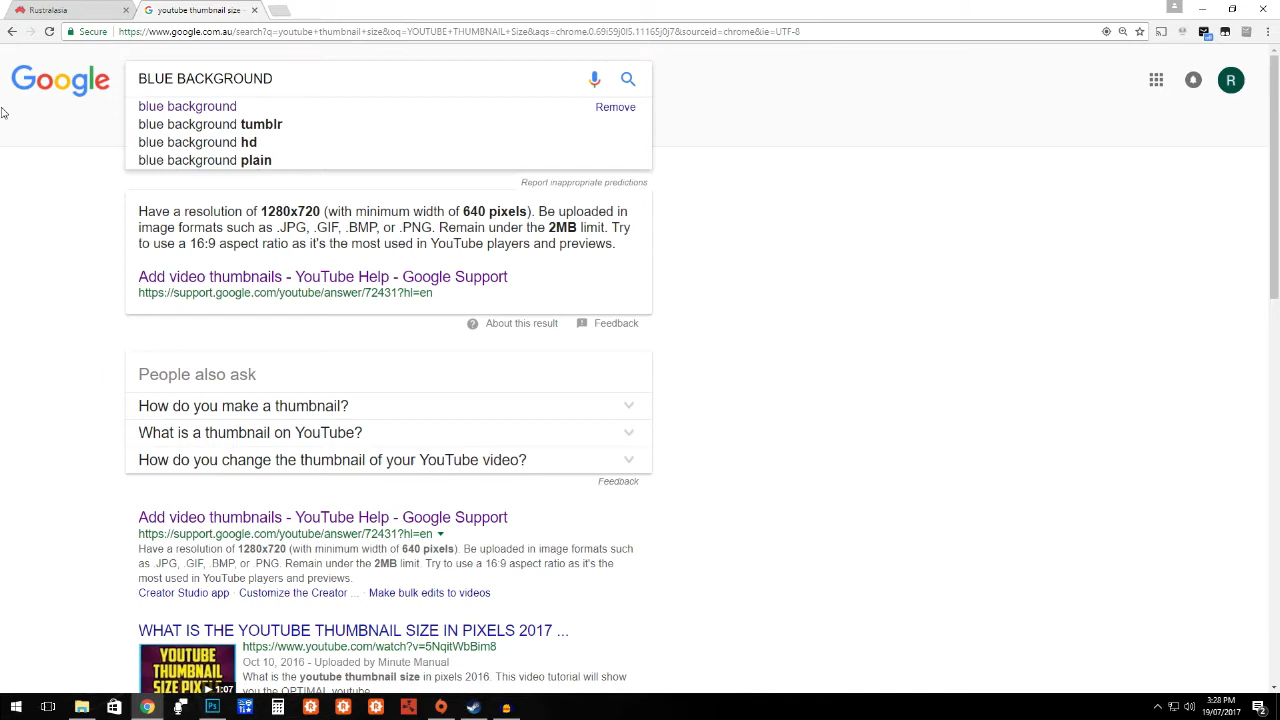 Rustralasia
youtube thumbnail size -
Secure
https://www.google.com.au/search?q=youtube+thumbnail+size&oq=YOUTUBE+THUMBNAIL+Size&aqs=chrome.0.69i59j0l5.11165j0j7&sourceid=chrome&ie=UTF-8
Google
BLUE BACKGROUND
R
blue background
Remove
blue background tumblr
blue background hd
blue background plain
Report inappropriate predictions
Have a resolution of 1280x720 (with minimum width of 640 pixels). Be uploaded in
image formats such as .JPG, .GIF, .BMP, or .PNG. Remain under the 2MB limit. Try
to use a 16:9 aspect ratio as it's the most used in YouTube players and previews.
Add video thumbnails - YouTube Help - Google Support
https://support.google.com/youtube/answer/72431?hl=en
About this result
Feedback
People also ask
How do you make a thumbnail?
What is a thumbnail on YouTube?
How do you change the thumbnail of your YouTube video?
Feedback
Add video thumbnails - YouTube Help - Google Support
https://support.google.com/youtube/answer/72431?hl=en
Have a resolution of 1280x720 (with minimum width of 640 pixels). Be uploaded in image formats such
as .JPG, .GIF, .BMP, or .PNG. Remain under the 2MB limit. Try to use a 16:9 aspect ratio as it's the
most used in YouTube players and previews.
Creator Studio app · Customize the Creator ... · Make bulk edits to videos
WHAT IS THE YOUTUBE THUMBNAIL SIZE IN PIXELS 2017 ...
https://www.youtube.com/watch?v=5NqitWbBim8
Oct 10, 2016 - Uploaded by Minute Manual
What is the youtube thumbnail size in pixels 2016. This video tutorial will show
you the OPTIMAL youtube
YOUTUBE
THUMBNAIL
SIZE PIXELS
1:07
Ps
3:28 PM
19/07/2017
2